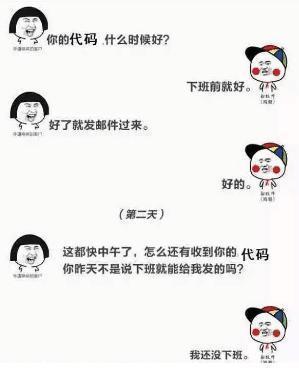 你的代码 什么时候好?
下班前就好。
好了就发邮件过来。
好的。
(第二天)
这都快中午了，怎么还有收到你的代码
你昨天不是说下班就能给我发的吗?
我还没下班。